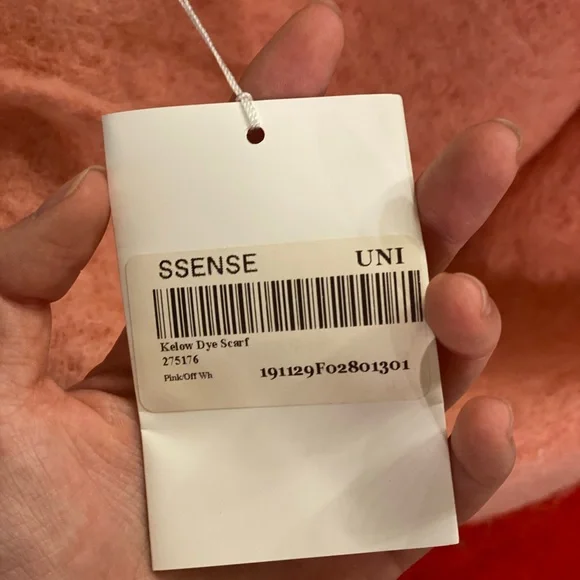 SSENSE UNI
Kelow Dye Scarf
275176
Pink/Off Wh
191129F02801301